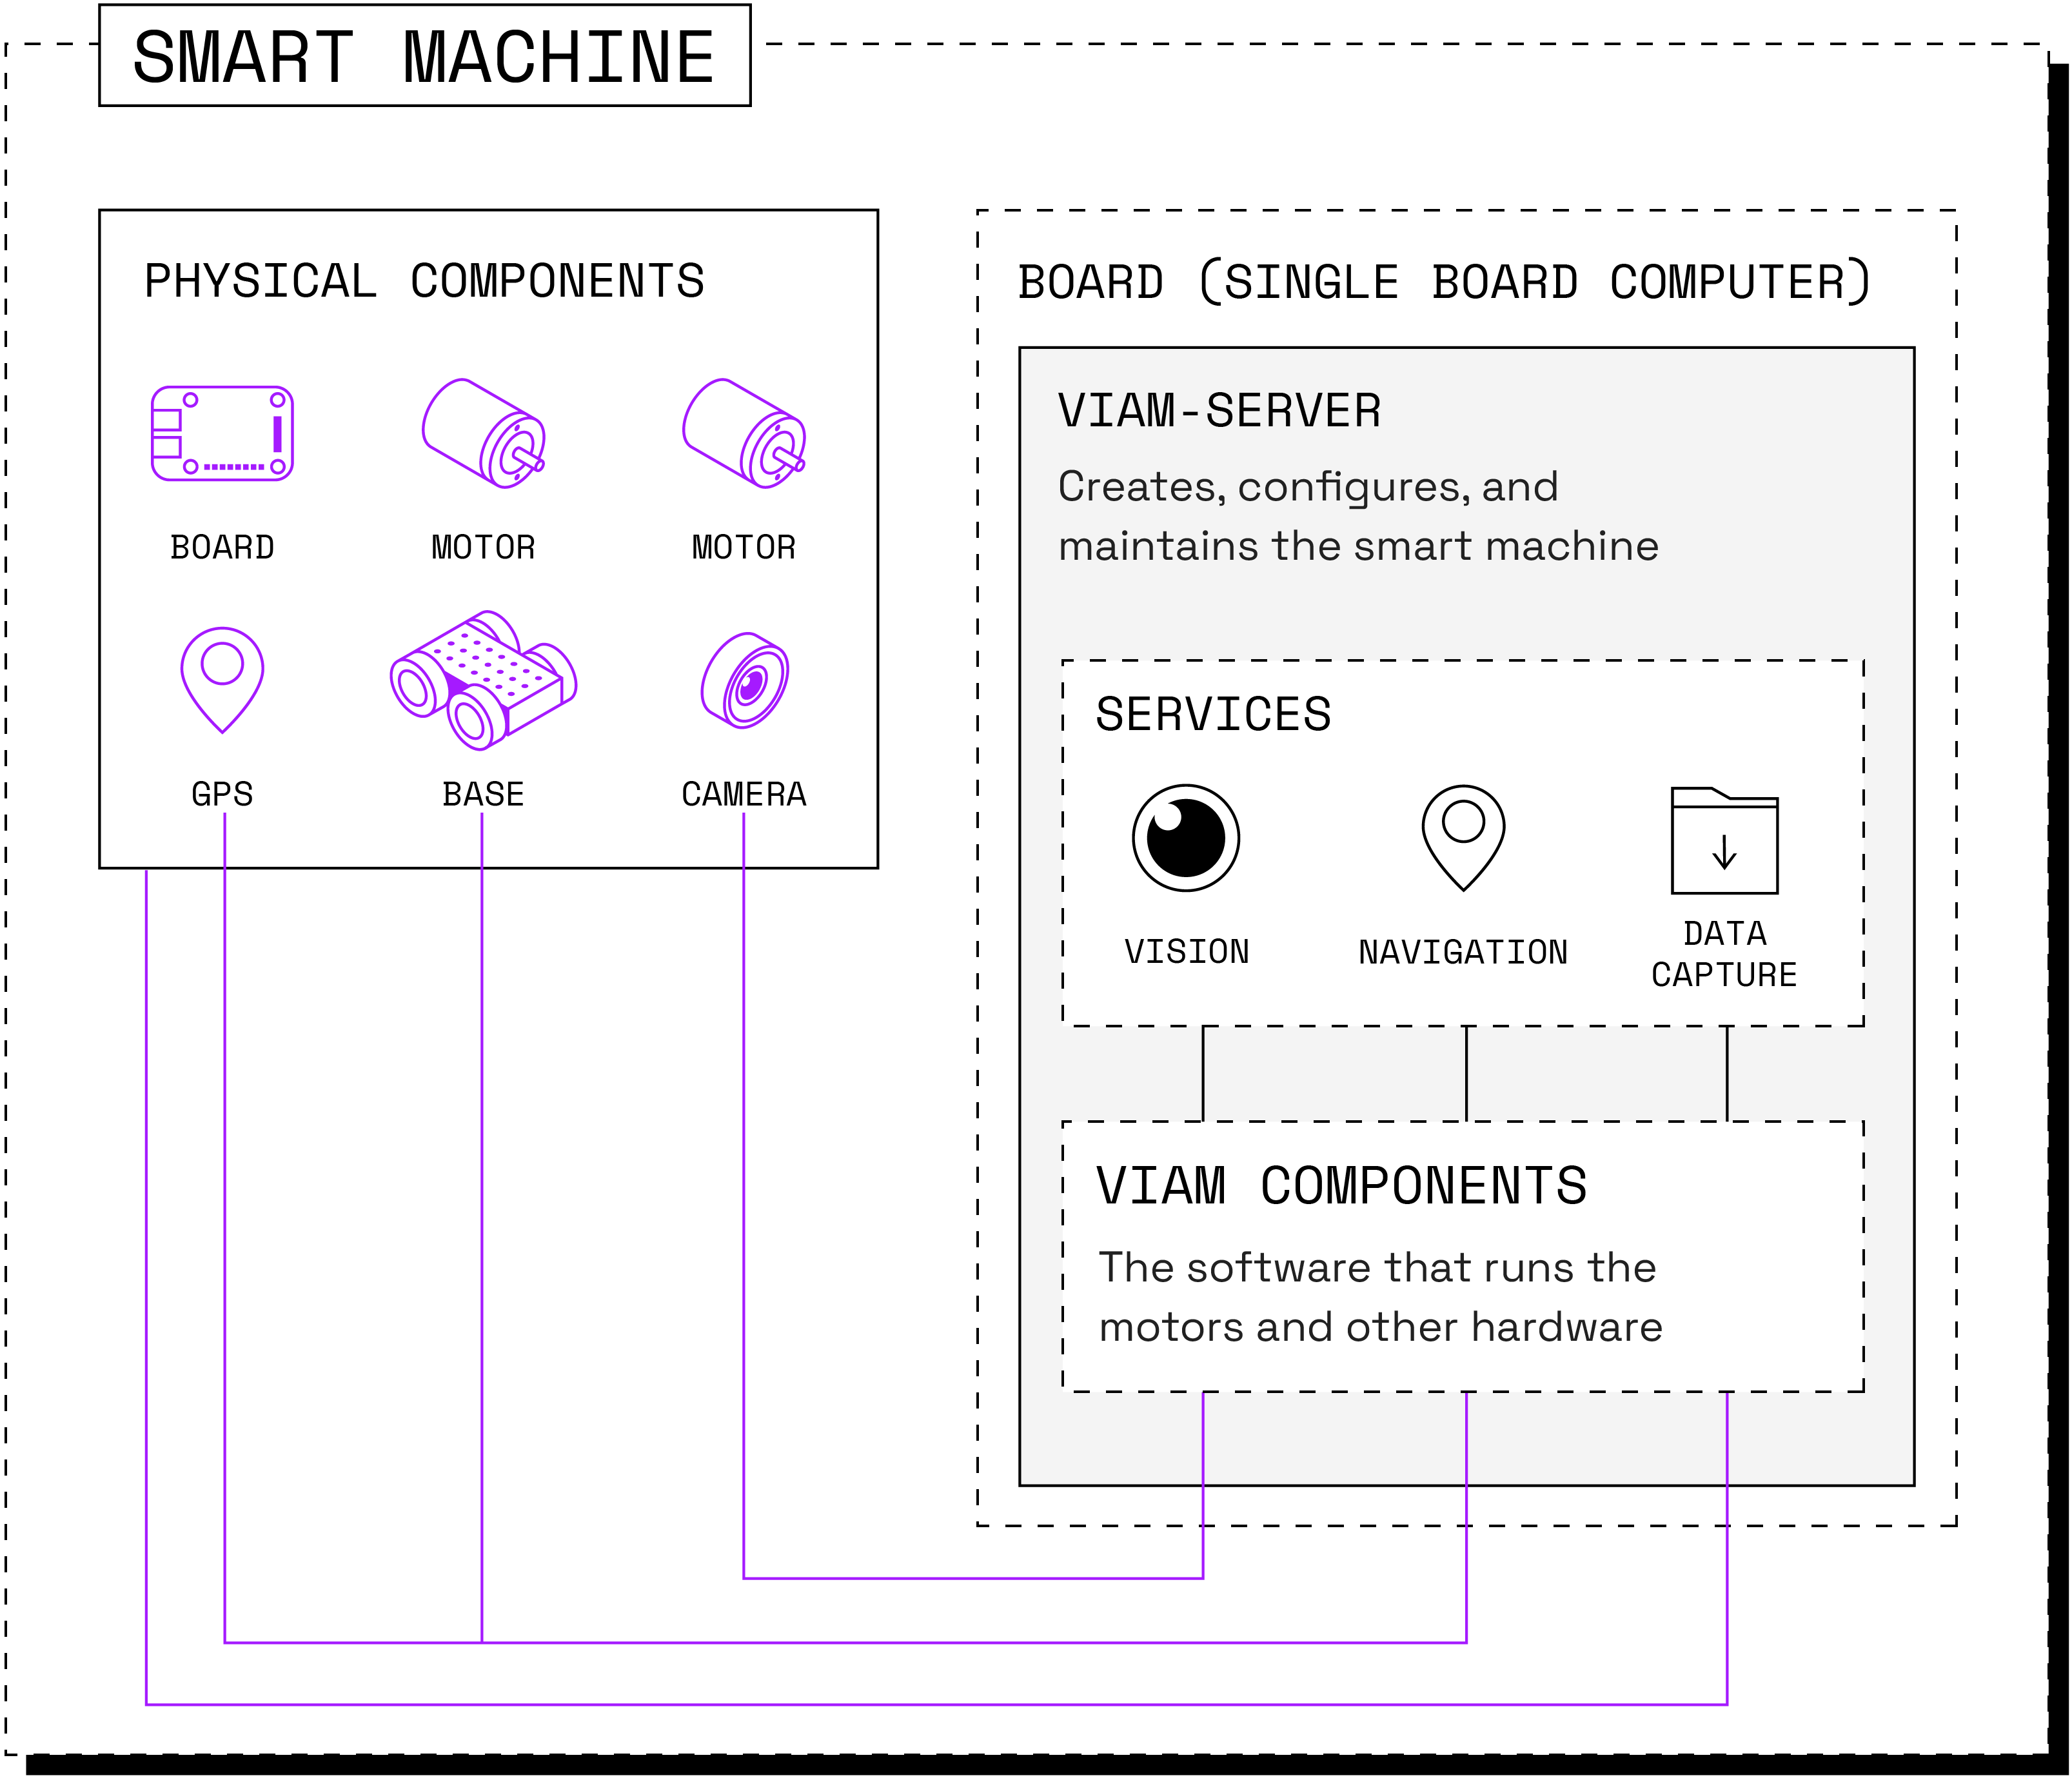 SMART MACHINE
PHYSICAL COMPONENTS
BOARD
MOTOR
MOTOR
GPS
BASE
CAMERA
BOARD (SINGLE BOARD COMPUTER)
VIAM-SERVER
Creates, configures, and
maintains the smart machine
SERVICES
VISION
NAVIGATION
DATA
CAPTURE
VIAM COMPONENTS
The software that runs the
motors and other hardware